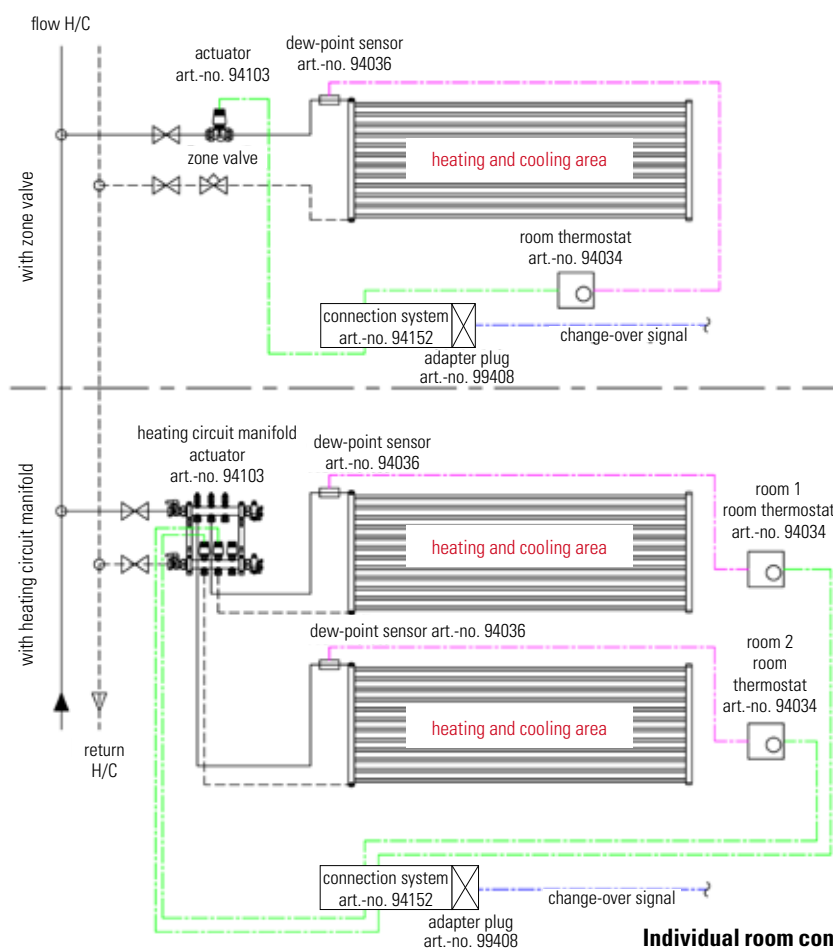 flow H/C
actuator
art.-no. 94103
dew-point sensor
art.-no. 94036
zone valve
heating and cooling area
with zone valve
room thermostat
art.-no. 94034
connection system
art.-no. 94152
change-over signal
adapter plug
art.-no. 99408
heating circuit manifold
actuator
art.-no. 94103
dew-point sensor
art.-no. 94036
room 1
room thermostat
art.-no. 94034
heating and cooling area
with heating circuit manifold
dew-point sensor art.-no. 94036
room 2
room
thermostat
art.-no. 94034
heating and cooling area
return
H/C
connection system
art.-no. 94152
change-over signal
adapter plug
art.-no. 99408
Individual room con